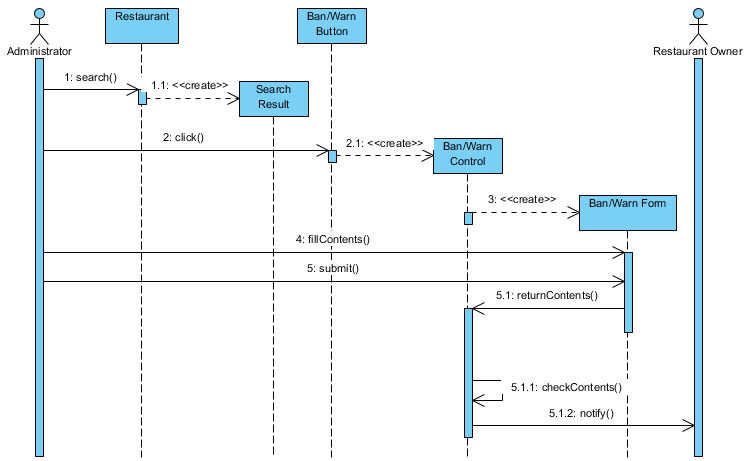 Restaurant
Ban/Warn
Button
Administrator
Restaurant Owner
1: search()
1.1: <<create>>
Search
Result
2: click()
2.1: <<create>>
Ban/Warn
Control
3: <<create>>
Ban/Warn Form
4: fillContents()
5: submit()
5.1: returnContents()
5.1.1: checkContents()
5.1.2: notify()